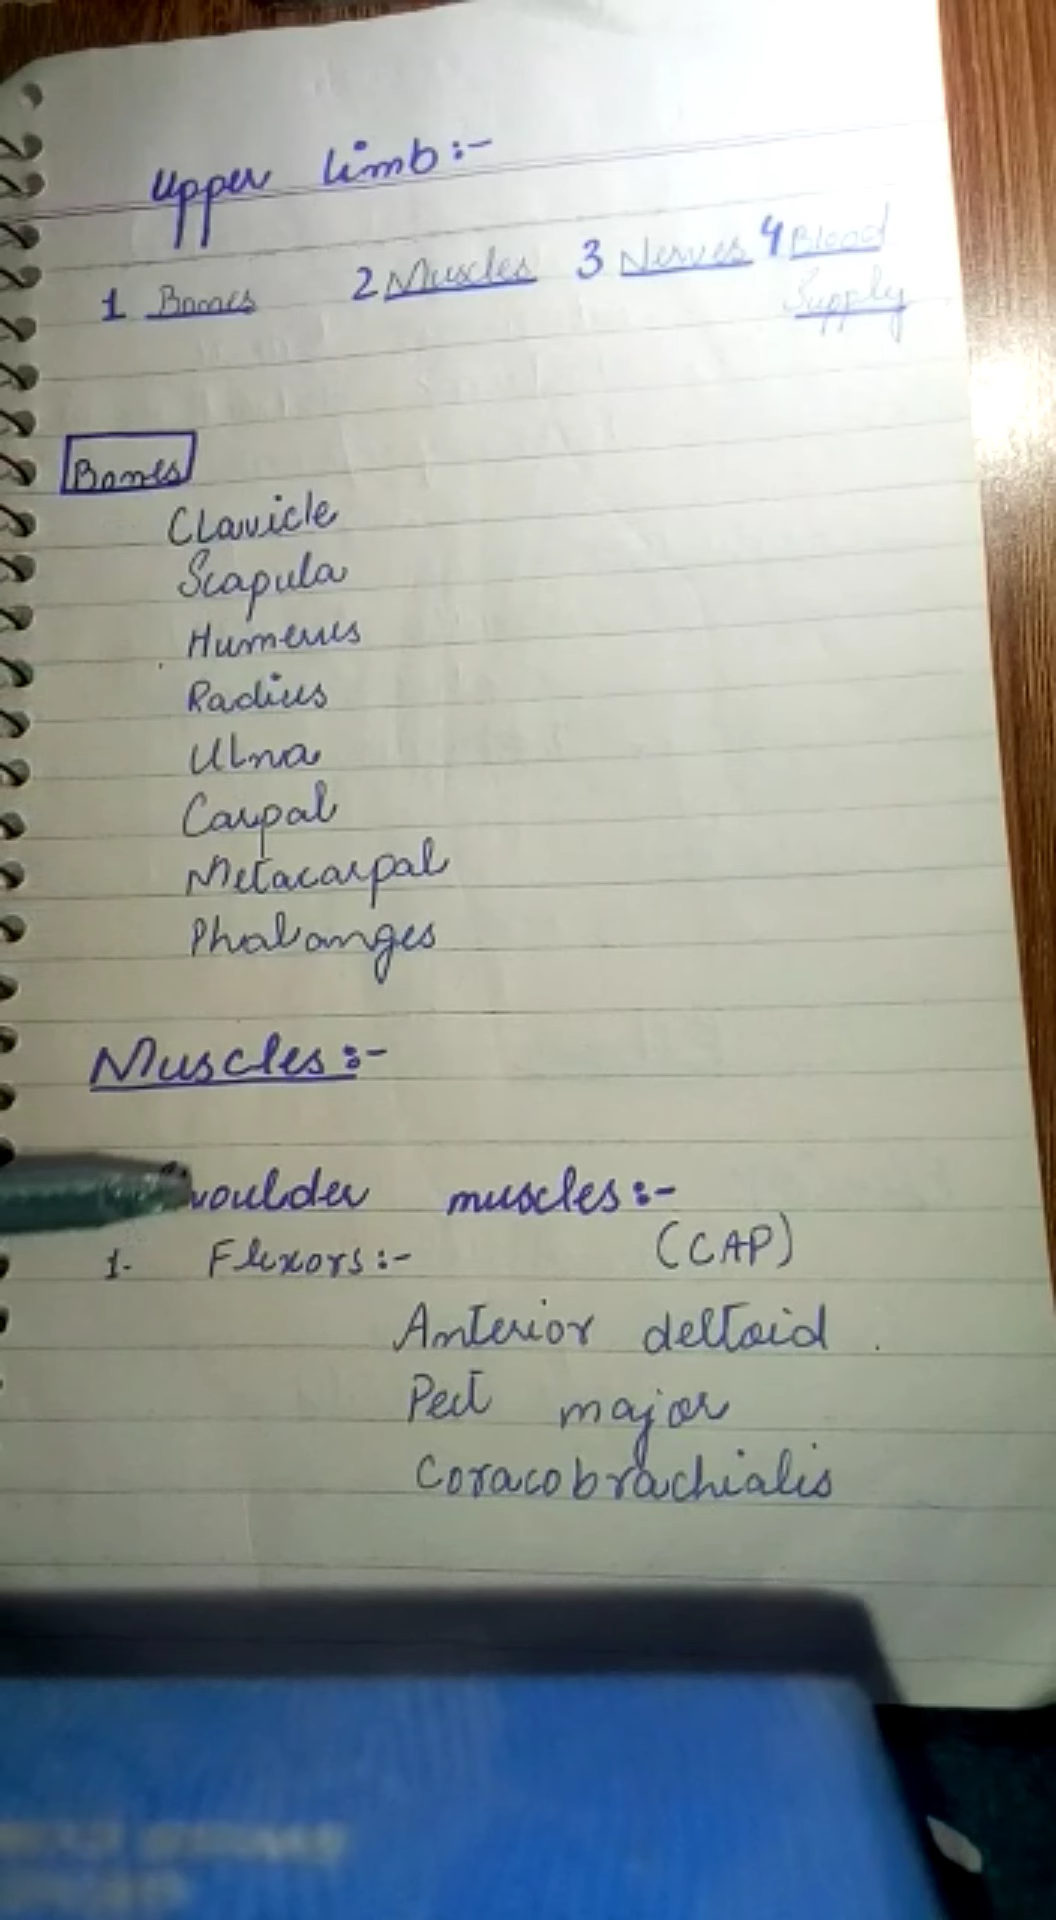 Upper limb:-
1 Bones 2 Muscles 3 Nerves 4 Blood
Supply
Bones
Clavicle
Scapula
Humerus
Radius
Ulna
Carpal
Metacarpal
Phalanges
Muscles:-
houlder muscles:-
1. Flexors:- (CAP)
Anterior deltoid.
Pect major
Coracobrachialis